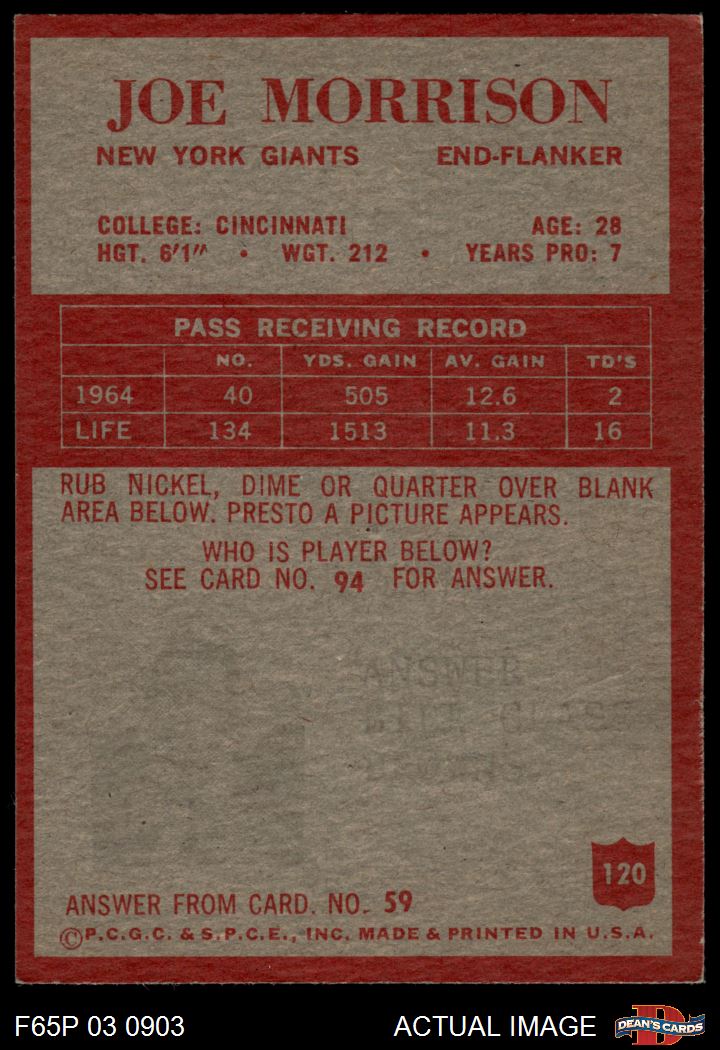 JOE MORRISON
NEW YORK GIANTS END-FLANKER
COLLEGE: CINCINNATI AGE: 28
HGT. 6'1" • WGT. 212 • YEARS PRO: 7
PASS RECEIVING RECORD
NO. YDS. GAIN AV. GAIN TD'S
1964 40 505 12.6 2
LIFE 134 1513 11.3 16
RUB NICKEL, DIME OR QUARTER OVER BLANK
AREA BELOW. PRESTO A PICTURE APPEARS.
WHO IS PLAYER BELOW?
SEE CARD NO. 94 FOR ANSWER.
ANSWER
120
ANSWER FROM CARD. NO. 59
©P.C.G.C. & S.P.C.E., INC. MADE & PRINTED IN U.S.A.
F65P 03 0903 ACTUAL IMAGE DEAN'S CARDS